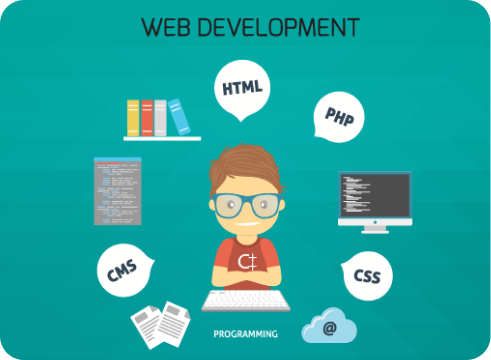 WEB DEVELOPMENT
HTML
PHP
CMS
CSS
C‡
@
PROGRAMMING